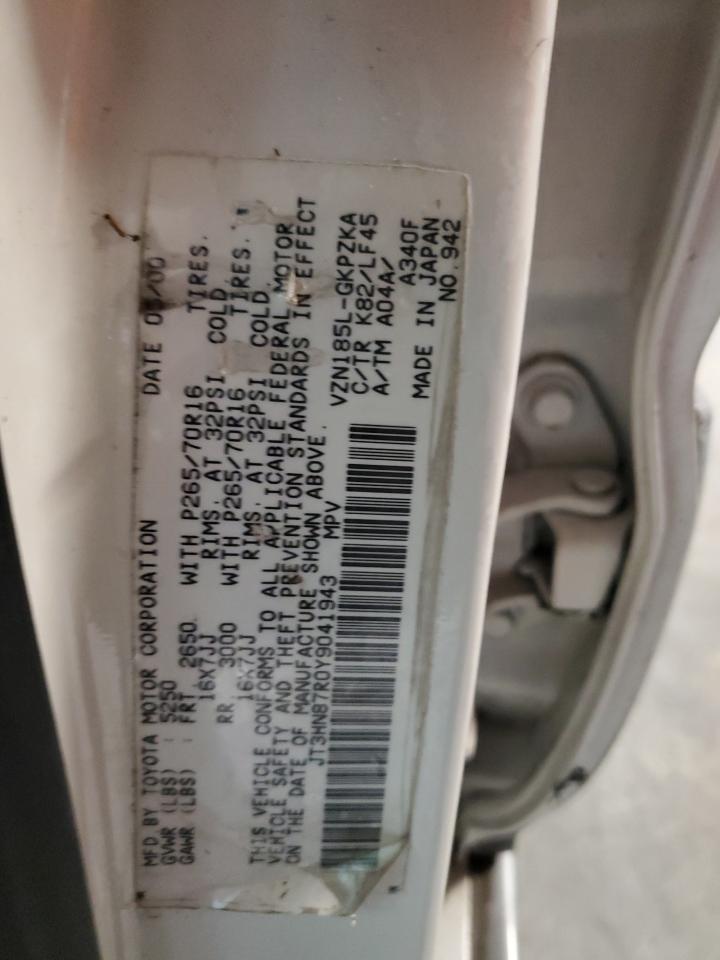 MFD BY TOYOTA MOTOR CORPORATION DATE /00
GVWR (LBS) : 5250
GAWR (LBS) : FRT. 2650. WITH P265/70R16 TIRES.
16X7JJ RIMS. AT 32PSI COLD.
RR 3000 WITH P265/70R16 TIRES.
16X7JJ RIMS. AT 32PSI COLD.
THIS VEHICLE CONFORMS TO ALL APPLICABLE FEDERAL MOTOR
VEHICLE SAFETY AND THEFT PREVENTION STANDARDS IN EFFECT
ON THE DATE OF MANUFACTURE SHOWN ABOVE.
JT3HN87R0Y9041943 MPV
VZN185L-GKPZKA
C/TR K82/LF45
A/TM A04A/
A340F
MADE IN JAPAN
NO.942